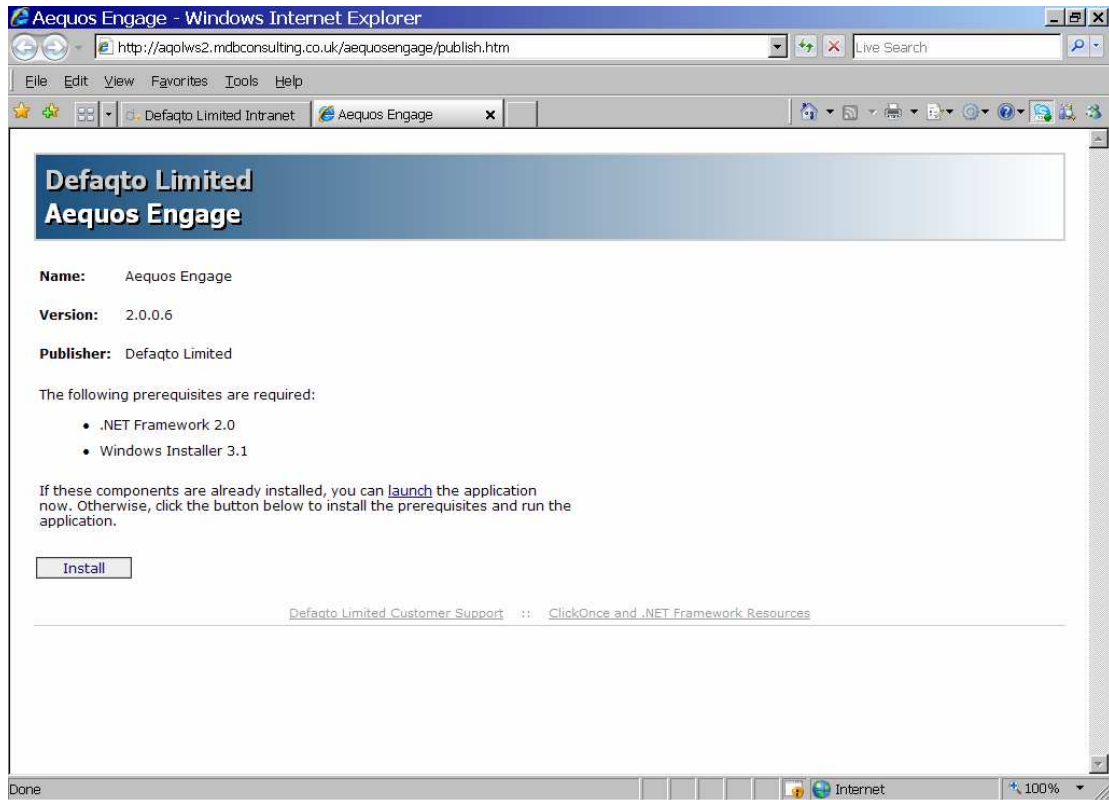 Aequos Engage - Windows Internet Explorer
http://aqolws2.mdbconsulting.co.uk/aequosengage/publish.htm
Live Search
File Edit View Favorites Tools Help
Defaqto Limited Intranet
Aequos Engage
Defaqto Limited
Aequos Engage
Name: Aequos Engage
Version: 2.0.0.6
Publisher: Defaqto Limited
The following prerequisites are required:
.NET Framework 2.0
Windows Installer 3.1
If these components are already installed, you can launch the application
now. Otherwise, click the button below to install the prerequisites and run the
application.
Install
Defaqto Limited Customer Support :: ClickOnce and .NET Framework Resources
Done
Internet
100%